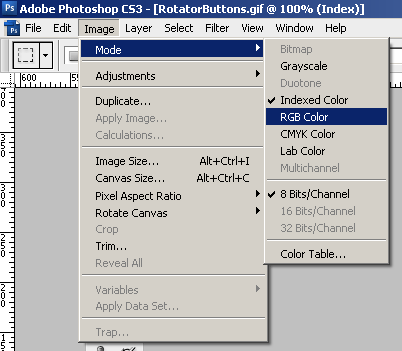 Adobe Photoshop CS3 - [RotatorButtons.gif @ 100% (Index)]
File Edit Image Layer Select Filter View Window Help
600 550
Mode
Adjustments
Duplicate...
Apply Image...
Calculations...
Image Size... Alt+Ctrl+I
Canvas Size... Alt+Ctrl+C
Pixel Aspect Ratio
Rotate Canvas
Crop
Trim...
Reveal All
Variables
Apply Data Set...
Trap...
Bitmap
Grayscale
Duotone
Indexed Color
RGB Color
CMYK Color
Lab Color
Multichannel
8 Bits/Channel
16 Bits/Channel
32 Bits/Channel
Color Table...